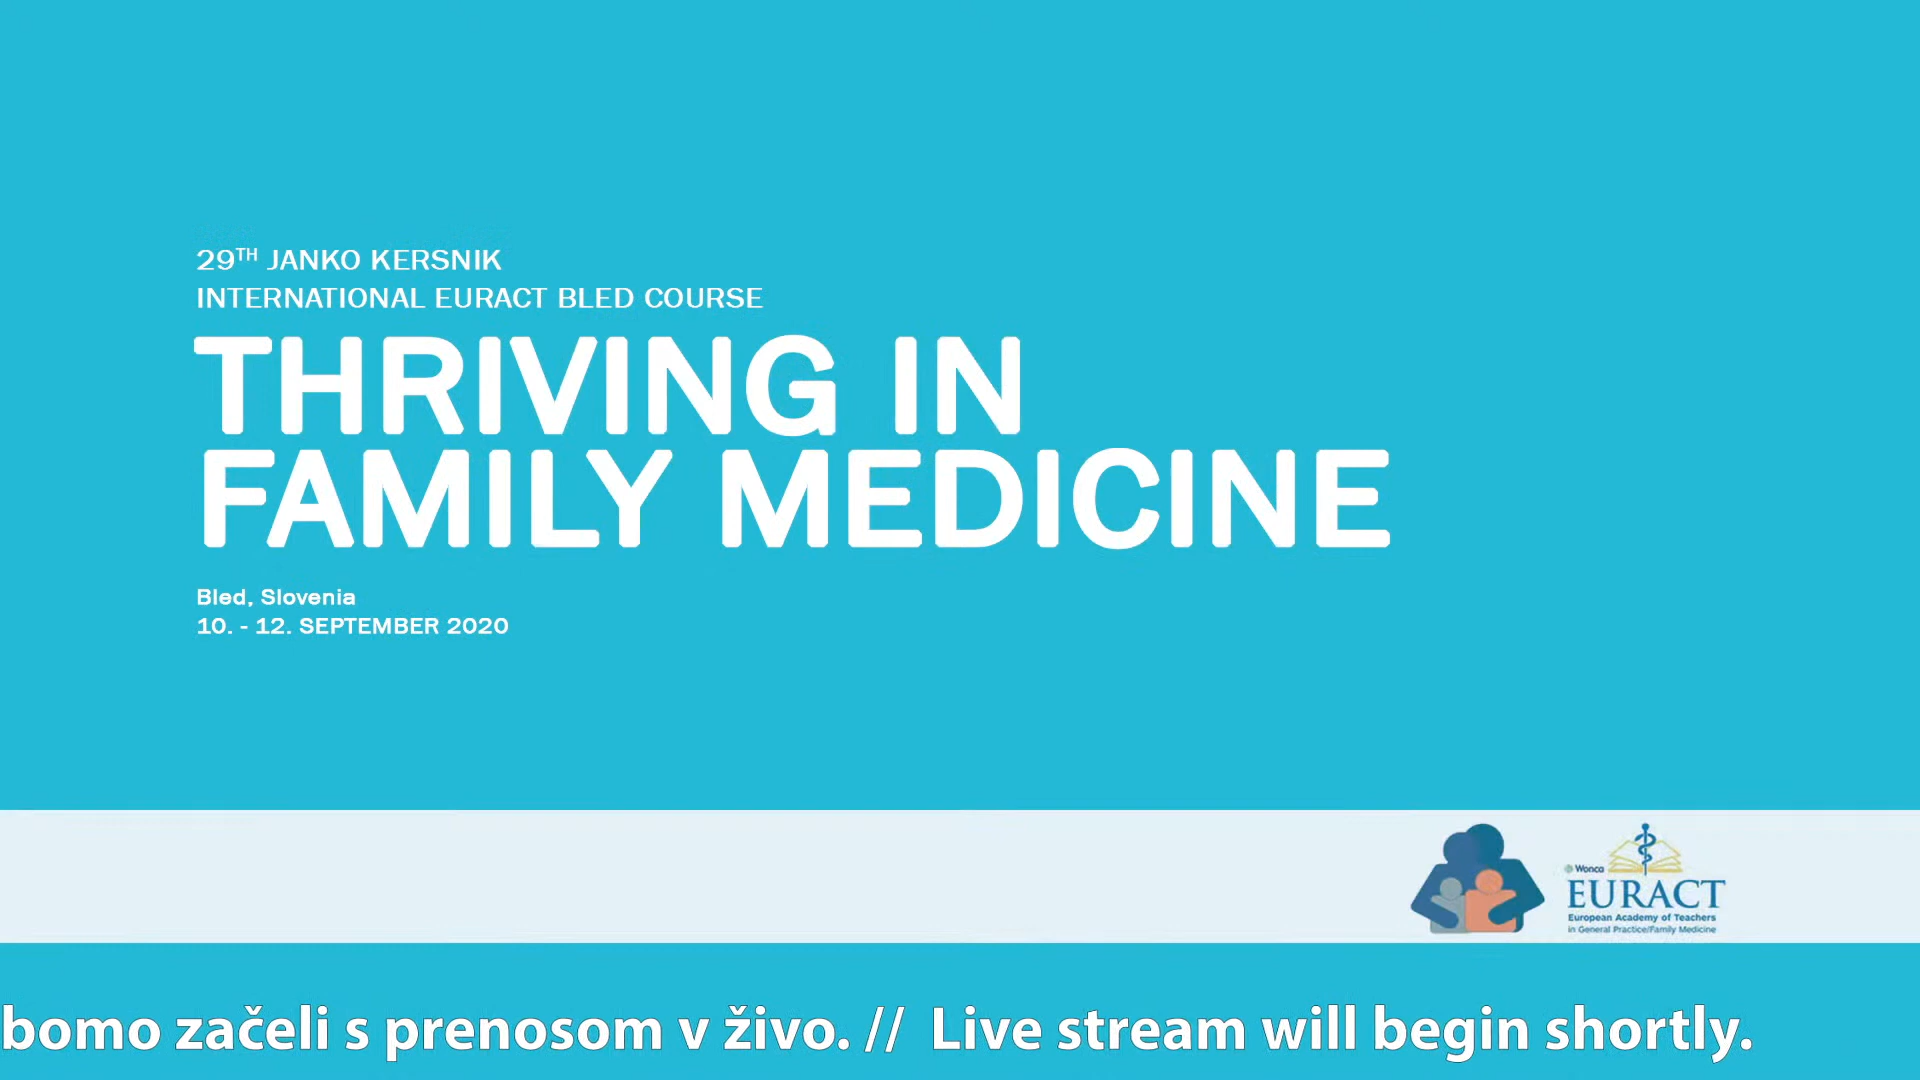 29TH JANKO KERSNIK
INTERNATIONAL EURACT BLED COURSE
THRIVING IN
FAMILY MEDICINE
Bled, Slovenia
10. - 12. SEPTEMBER 2020
Wonca
EURACT
European Academy of Teachers
in General Practice/Family Medicine
bomo začeli s prenosom v živo. // Live stream will begin shortly.